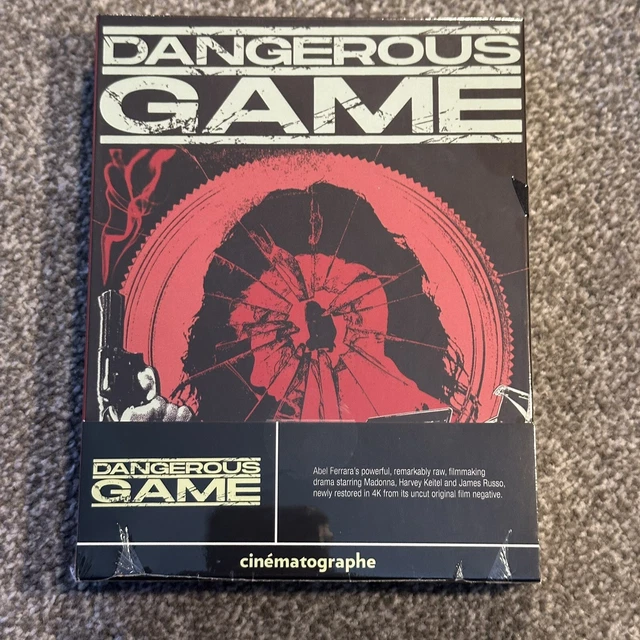 DANGEROUS
GAME
DANGEROUS
GAME
Abel Ferrara's powerful, remarkably raw, filmmaking
drama starring Madonna, Harvey Keitel and James Russo,
newly restored in 4K from its uncut original film negative.
cinématographe